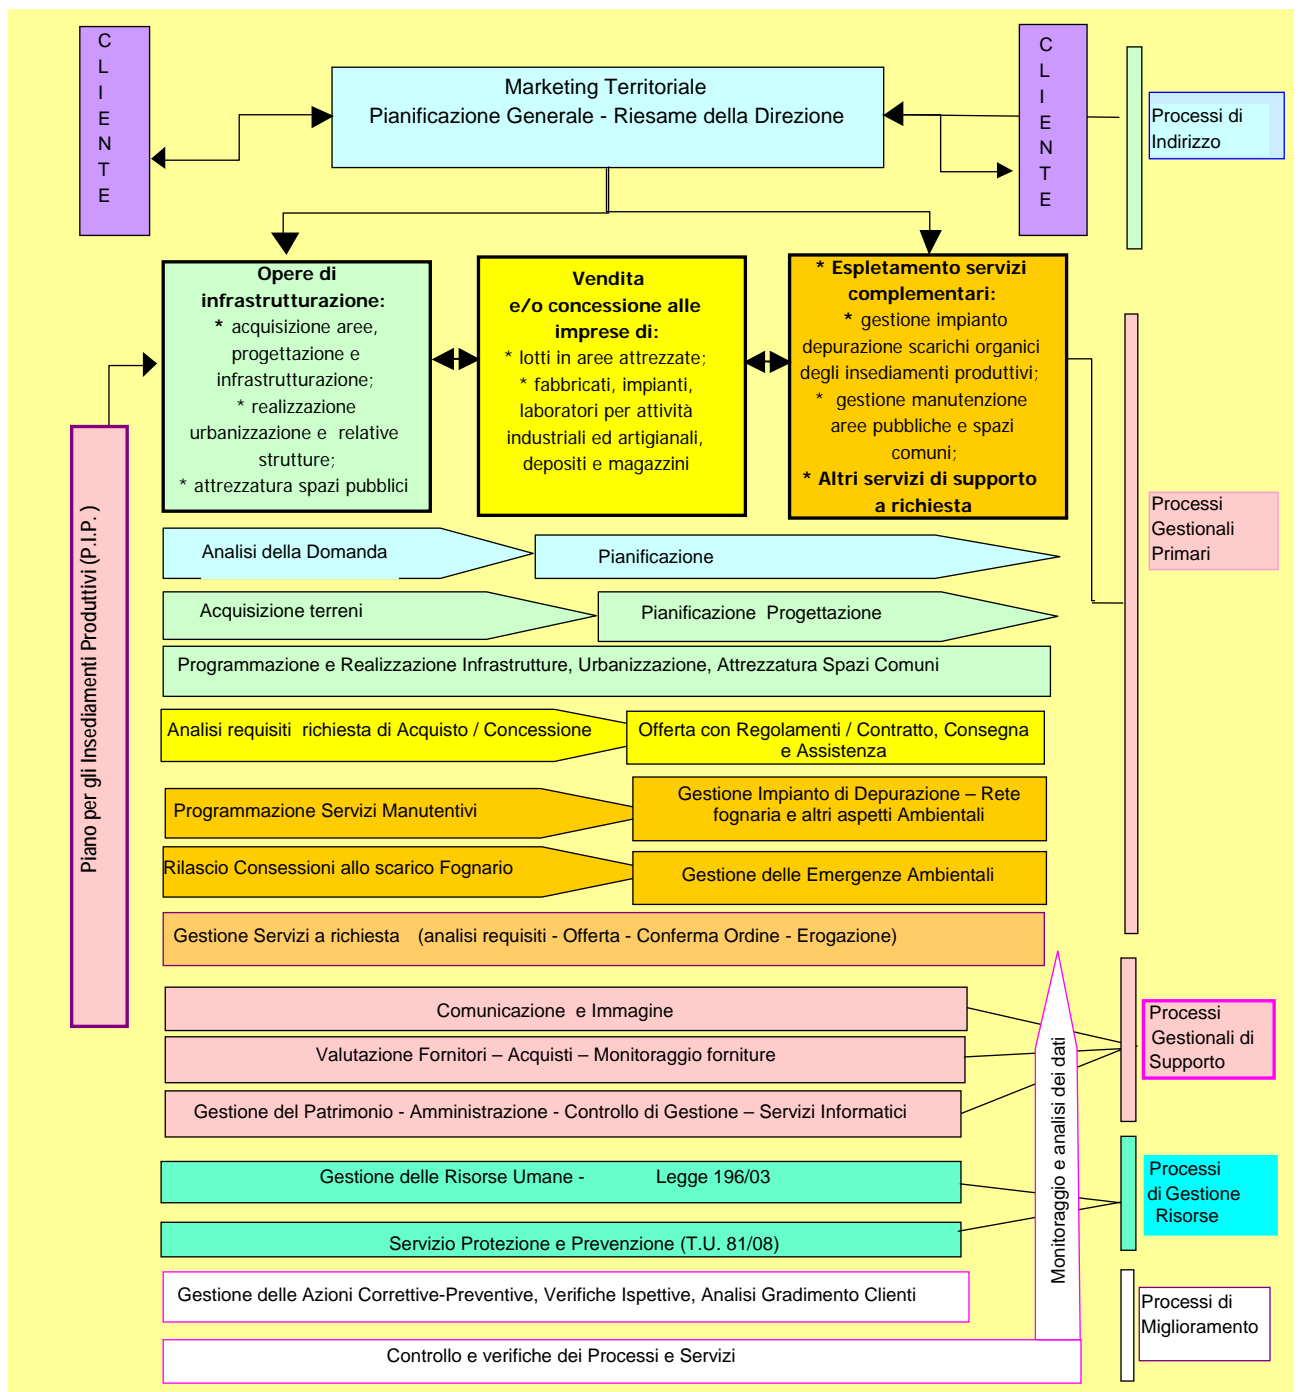 CLIENTE
Marketing Territoriale
Pianificazione Generale - Riesame della Direzione
CLIENTE
Processi di
Indirizzo
Opere di
infrastrutturazione:
* acquisizione aree,
progettazione e
infrastrutturazione;
* realizzazione
urbanizzazione e relative
strutture;
* attrezzatura spazi pubblici
Vendita
e/o concessione alle
imprese di:
* lotti in aree attrezzate;
* fabbricati, impianti,
laboratori per attività
industriali ed artigianali,
depositi e magazzini
* Espletamento servizi
complementari:
* gestione impianto
depurazione scarichi organici
degli insediamenti produttivi;
* gestione manutenzione
aree pubbliche e spazi
comuni;
* Altri servizi di supporto
a richiesta
Processi
Gestionali
Primari
Piano per gli Insediamenti Produttivi (P.I.P. )
Analisi della Domanda
Pianificazione
Acquisizione terreni
Pianificazione Progettazione
Programmazione e Realizzazione Infrastrutture, Urbanizzazione, Attrezzatura Spazi Comuni
Analisi requisiti richiesta di Acquisto / Concessione
Offerta con Regolamenti / Contratto, Consegna
e Assistenza
Programmazione Servizi Manutentivi
Gestione Impianto di Depurazione – Rete
fognaria e altri aspetti Ambientali
Rilascio Consessioni allo scarico Fognario
Gestione delle Emergenze Ambientali
Gestione Servizi a richiesta (analisi requisiti - Offerta - Conferma Ordine - Erogazione)
Comunicazione e Immagine
Valutazione Fornitori – Acquisti – Monitoraggio forniture
Gestione del Patrimonio - Amministrazione - Controllo di Gestione – Servizi Informatici
Processi
Gestionali di
Supporto
Monitoraggio e analisi dei dati
Gestione delle Risorse Umane - Legge 196/03
Servizio Protezione e Prevenzione (T.U. 81/08)
Processi
di Gestione
Risorse
Gestione delle Azioni Correttive-Preventive, Verifiche Ispettive, Analisi Gradimento Clienti
Controllo e verifiche dei Processi e Servizi
Processi di
Miglioramento